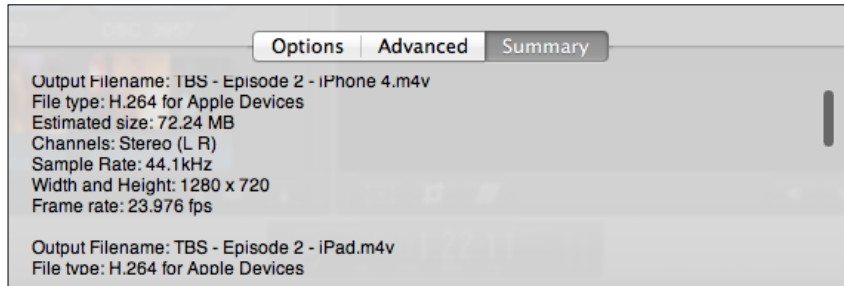 Options Advanced Summary
Output Filename: TBS - Episode 2 - iPhone 4.m4v
File type: H.264 for Apple Devices
Estimated size: 72.24 MB
Channels: Stereo (L R)
Sample Rate: 44.1kHz
Width and Height: 1280 x 720
Frame rate: 23.976 fps
Output Filename: TBS - Episode 2 - iPad.m4v
File type: H.264 for Apple Devices